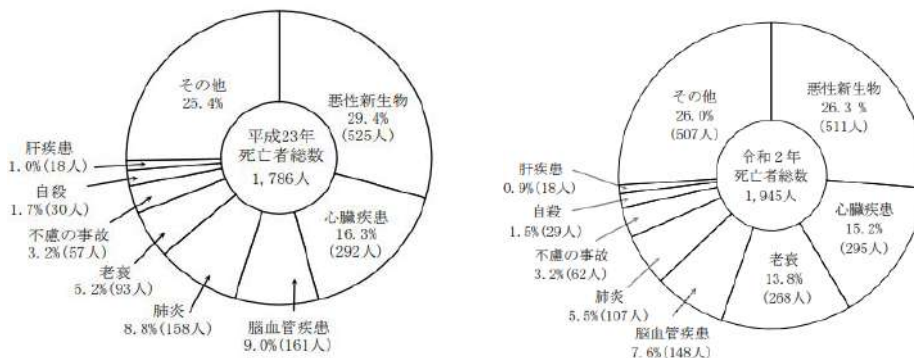 その他
25.4%
悪性新生物
29.4%
(525人)
平成23年
死亡者総数
1,786人
肝疾患
1.0%(18人)
自殺
1.7%(30人)
不慮の事故
3.2%(57人)
老衰
5.2%(93人)
肺炎
8.8%(158人)
脳血管疾患
9.0%(161人)
心臓疾患
16.3%
(292人)
その他
26.0%
(507人)
悪性新生物
26.3 %
(511人)
令和２年
死亡者総数
1,945人
肝疾患
0.9%(18人)
自殺
1.5%(29人)
不慮の事故
3.2%(62人)
肺炎
5.5%(107人)
脳血管疾患
7.6%(148人)
老衰
13.8%
(268人)
心臓疾患
15.2%
(295人)